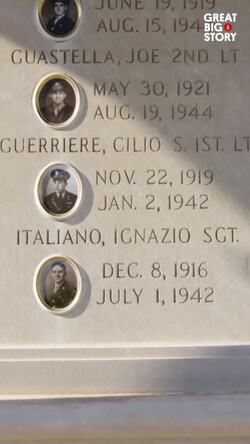 JUNE 19, 1919
GREAT
BIG
STORY
AUG. 15, 194
GUASTELLA, JOE 2ND. LT.
MAY 30, 1921
AUG. 19, 1944
GUERRIERE, CILIO S. 1ST. LT
NOV. 22, 1919
JAN. 2, 1942
ITALIANO, IGNAZIO SGT.
DEC. 8, 1916
JULY 1, 1942